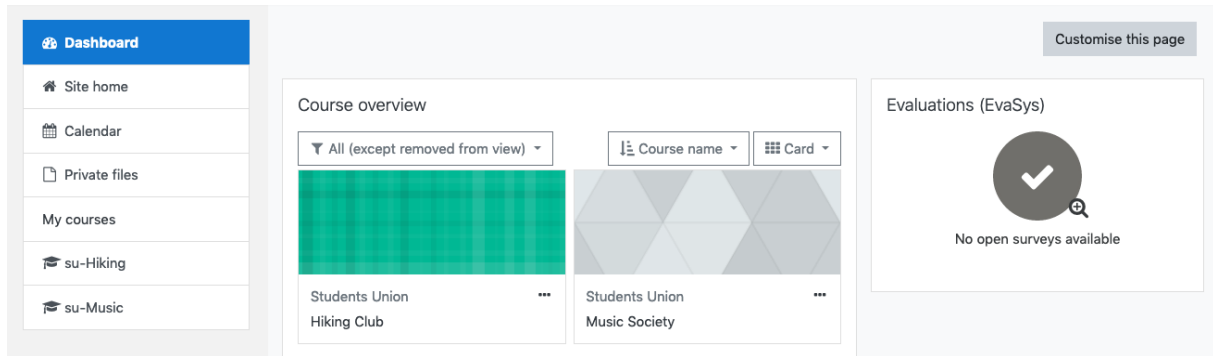 Dashboard
Site home
Calendar
Private files
My courses
su-Hiking
su-Music
Customise this page
Course overview
All (except removed from view)
Course name
Card
Students Union
Hiking Club
Students Union
Music Society
Evaluations (EvaSys)
No open surveys available